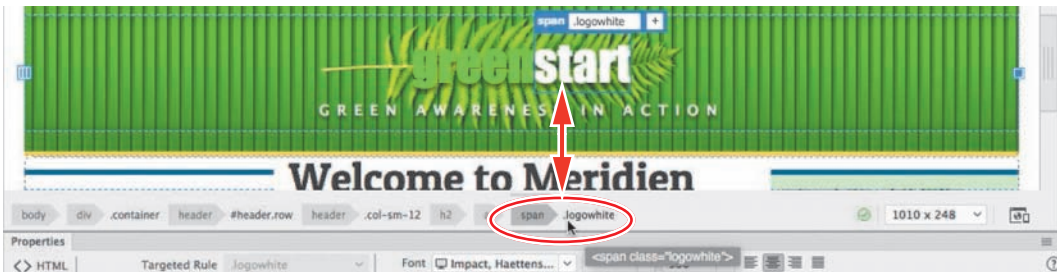 span .logowhite +
greenstart
GREEN AWARENESS IN ACTION
Welcome to Meridien
body div .container header #header.row header .col-sm-12 h2 span .logowhite 1010 x 248
<span class="logowhite">
Properties
<> HTML Targeted Rule .logowhite Font Impact, Haettens...